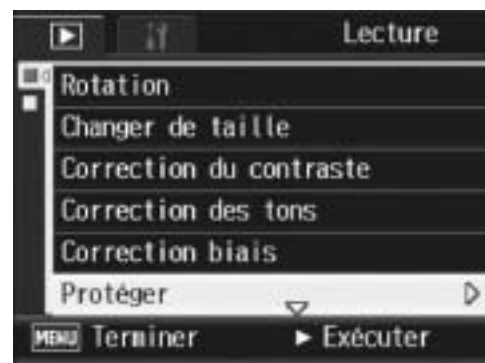 Lecture
Rotation
Changer de taille
Correction du contraste
Correction des tons
Correction biais
Protéger
MENU Terminer Exécuter